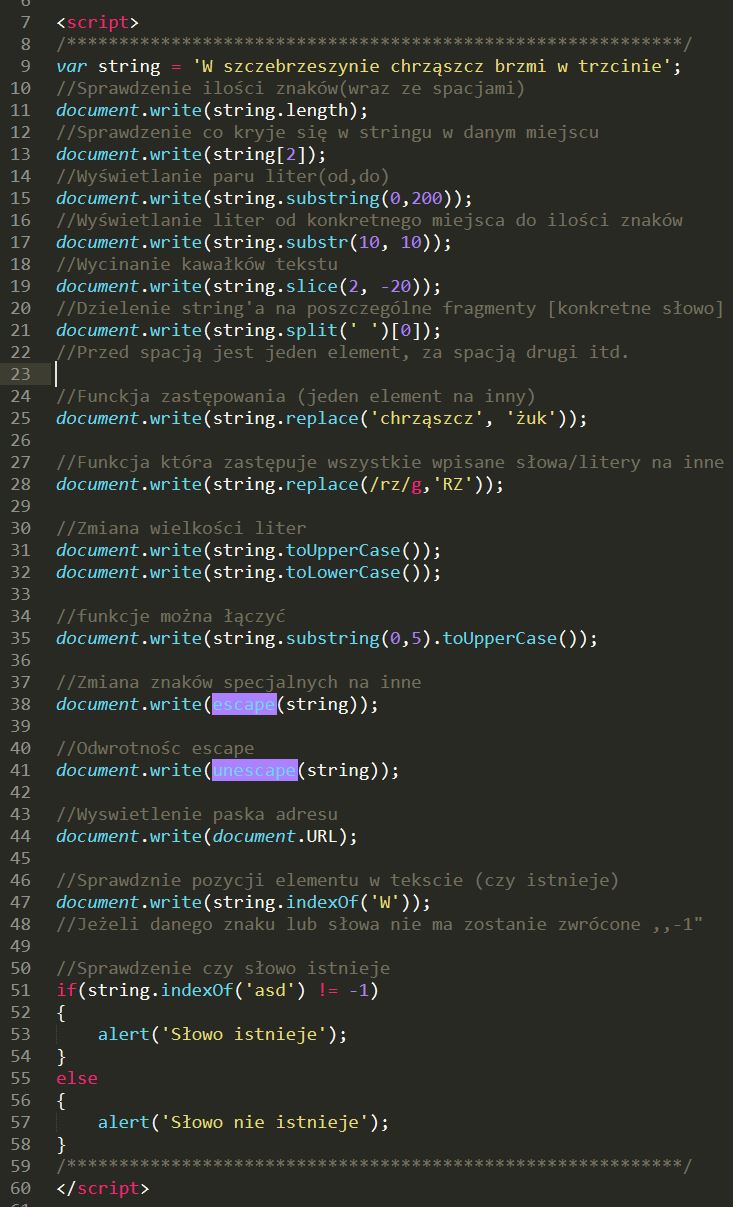 7 <script>
8 /***********************************************************/
9 var string = 'W szczebrzeszynie chrząszcz brzmi w trzcinie';
10 //Sprawdzenie ilości znaków(wraz ze spacjami)
11 document.write(string.length);
12 //Sprawdzenie co kryje się w stringu w danym miejscu
13 document.write(string[2]);
14 //Wyświetlanie paru liter(od,do)
15 document.write(string.substring(0,200));
16 //Wyświetlanie liter od konkretnego miejsca do ilości znaków
17 document.write(string.substr(10, 10));
18 //Wycinanie kawałków tekstu
19 document.write(string.slice(2, -20));
20 //Dzielenie string'a na poszczególne fragmenty [konkretne słowo]
21 document.write(string.split(' ')[0]);
22 //Przed spacją jest jeden element, za spacją drugi itd.
23
24 //Funckja zastępowania (jeden element na inny)
25 document.write(string.replace('chrząszcz', 'żuk'));
26
27 //Funkcja która zastępuje wszystkie wpisane słowa/litery na inne
28 document.write(string.replace(/rz/g,'RZ'));
29
30 //Zmiana wielkości liter
31 document.write(string.toUpperCase());
32 document.write(string.toLowerCase());
33
34 //funkcje można łączyć
35 document.write(string.substring(0,5).toUpperCase());
36
37 //Zmiana znaków specjalnych na inne
38 document.write(escape(string));
39
40 //Odwrotnośc escape
41 document.write(unescape(string));
42
43 //Wyswietlenie paska adresu
44 document.write(document.URL);
45
46 //Sprawdznie pozycji elementu w tekscie (czy istnieje)
47 document.write(string.indexOf('W'));
48 //Jeżeli danego znaku lub słowa nie ma zostanie zwrócone ,,-1"
49
50 //Sprawdzenie czy słowo istnieje
51 if(string.indexOf('asd') != -1)
52 {
53 alert('Słowo istnieje');
54 }
55 else
56 {
57 alert('Słowo nie istnieje');
58 }
59 /***********************************************************/
60 </script>